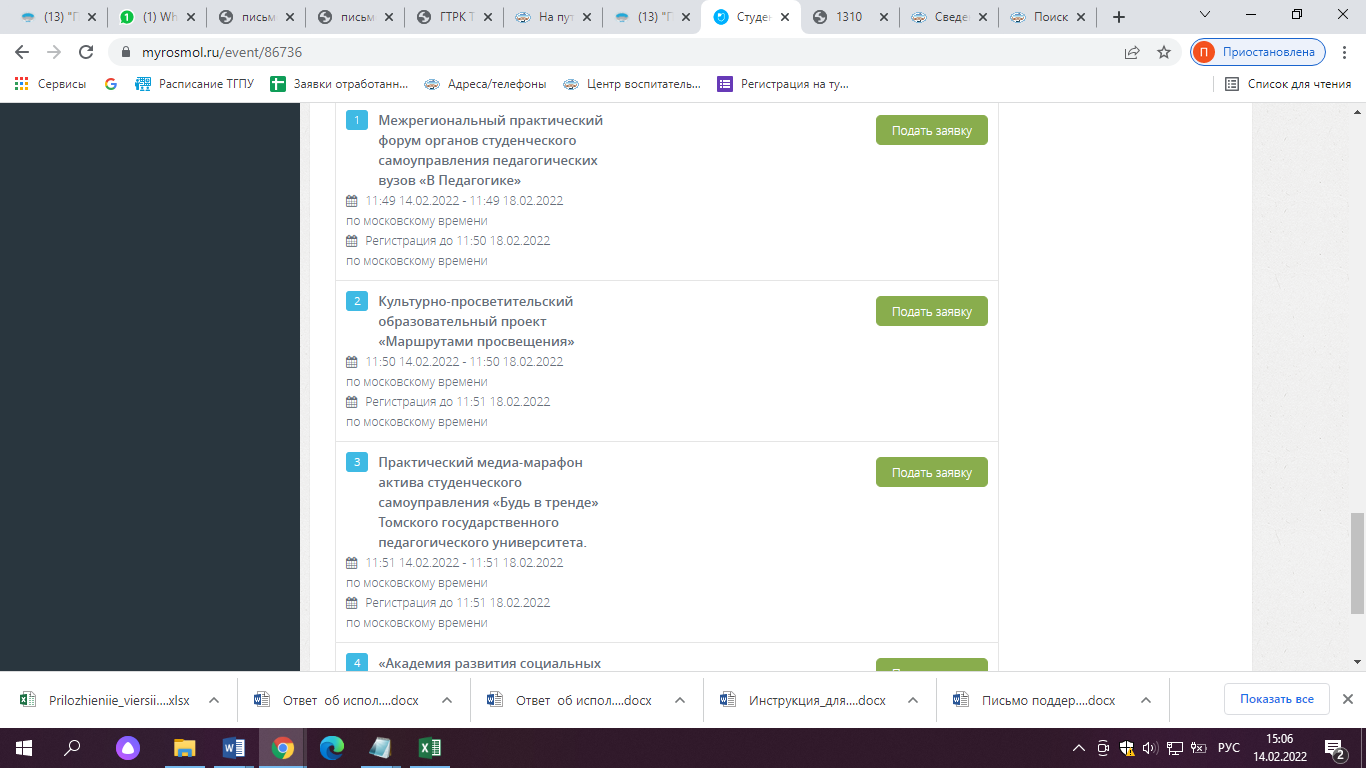 (13) "Г
(1) Wh
письм
письм
ГТРК Т
На пут
(13) "Г
Студе
1310
Сведе
Поиск
myrosmol.ru/event/86736
П Приостановлена
Сервисы
Расписание ТГПУ
Заявки отработанн...
Адреса/телефоны
Центр воспитатель...
Регистрация на ту...
Список для чтения
1 Межрегиональный практический
форум органов студенческого
самоуправления педагогических
вузов «В Педагогике»
Подать заявку
11:49 14.02.2022 - 11:49 18.02.2022
по московскому времени
Регистрация до 11:50 18.02.2022
по московскому времени
2 Культурно-просветительский
образовательный проект
«Маршрутами просвещения»
Подать заявку
11:50 14.02.2022 - 11:50 18.02.2022
по московскому времени
Регистрация до 11:51 18.02.2022
по московскому времени
3 Практический медиа-марафон
актива студенческого
самоуправления «Будь в тренде»
Томского государственного
педагогического университета.
Подать заявку
11:51 14.02.2022 - 11:51 18.02.2022
по московскому времени
Регистрация до 11:51 18.02.2022
по московскому времени
4 «Академия развития социальных
Prilozheniie_viersii....xlsx
Ответ об испол....docx
Ответ об испол....docx
Инструкция_для....docx
Письмо поддер....docx
Показать все
РУС
15:06
14.02.2022
2